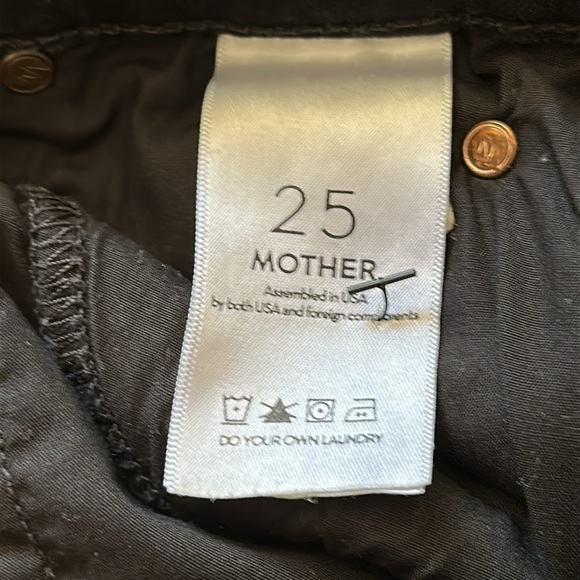 25
MOTHER
Assembled in USA
by both USA and foreign components
DO YOUR OWN LAUNDRY